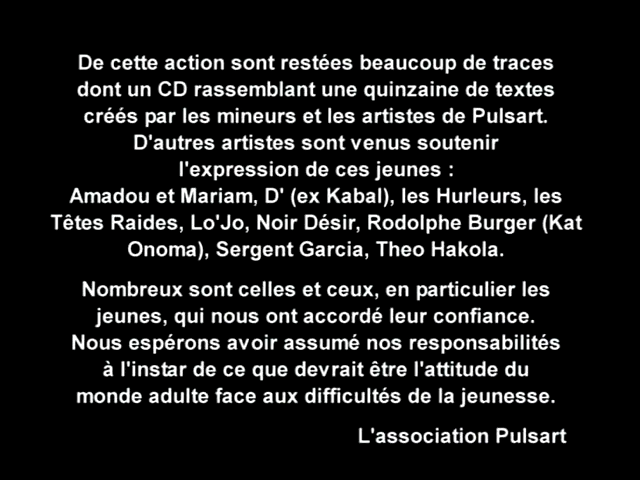 De cette action sont restées beaucoup de traces
dont un CD rassemblant une quinzaine de textes
créés par les mineurs et les artistes de Pulsart.
D'autres artistes sont venus soutenir
l'expression de ces jeunes :
Amadou et Mariam, D' (ex Kabal), les Hurleurs, les
Têtes Raides, Lo'Jo, Noir Désir, Rodolphe Burger (Kat
Onoma), Sergent Garcia, Theo Hakola.
Nombreux sont celles et ceux, en particulier les
jeunes, qui nous ont accordé leur confiance.
Nous espérons avoir assumé nos responsabilités
à l'instar de ce que devrait être l'attitude du
monde adulte face aux difficultés de la jeunesse.
L'association Pulsart